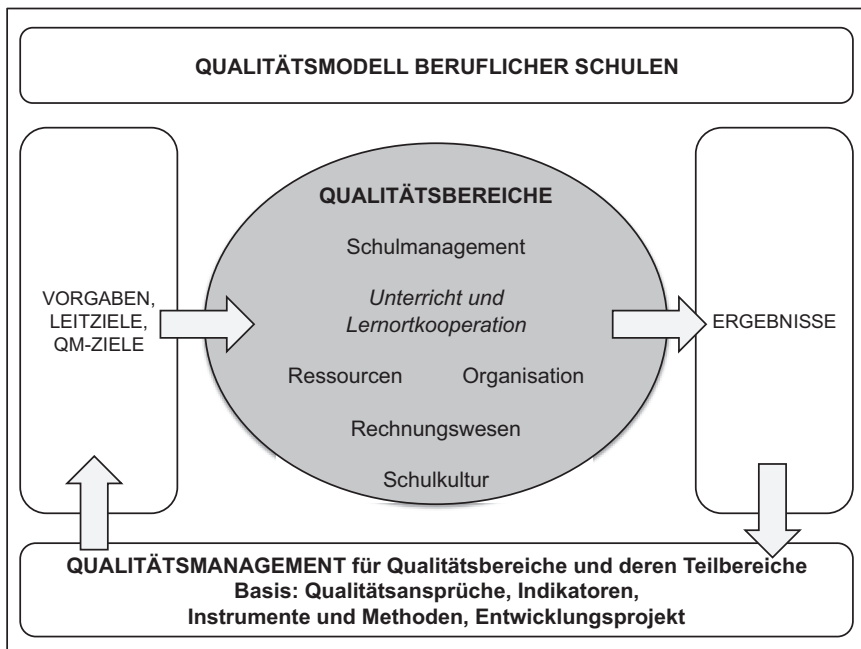 QUALITÄTSMODELL BERUFLICHER SCHULEN
VORGABEN,
LEITZIELE,
QM-ZIELE
QUALITÄTSBEREICHE
Schulmanagement
Unterricht und
Lernortkooperation
Ressourcen Organisation
Rechnungswesen
Schulkultur
ERGEBNISSE
QUALITÄTSMANAGEMENT für Qualitätsbereiche und deren Teilbereiche
Basis: Qualitätsansprüche, Indikatoren,
Instrumente und Methoden, Entwicklungsprojekt